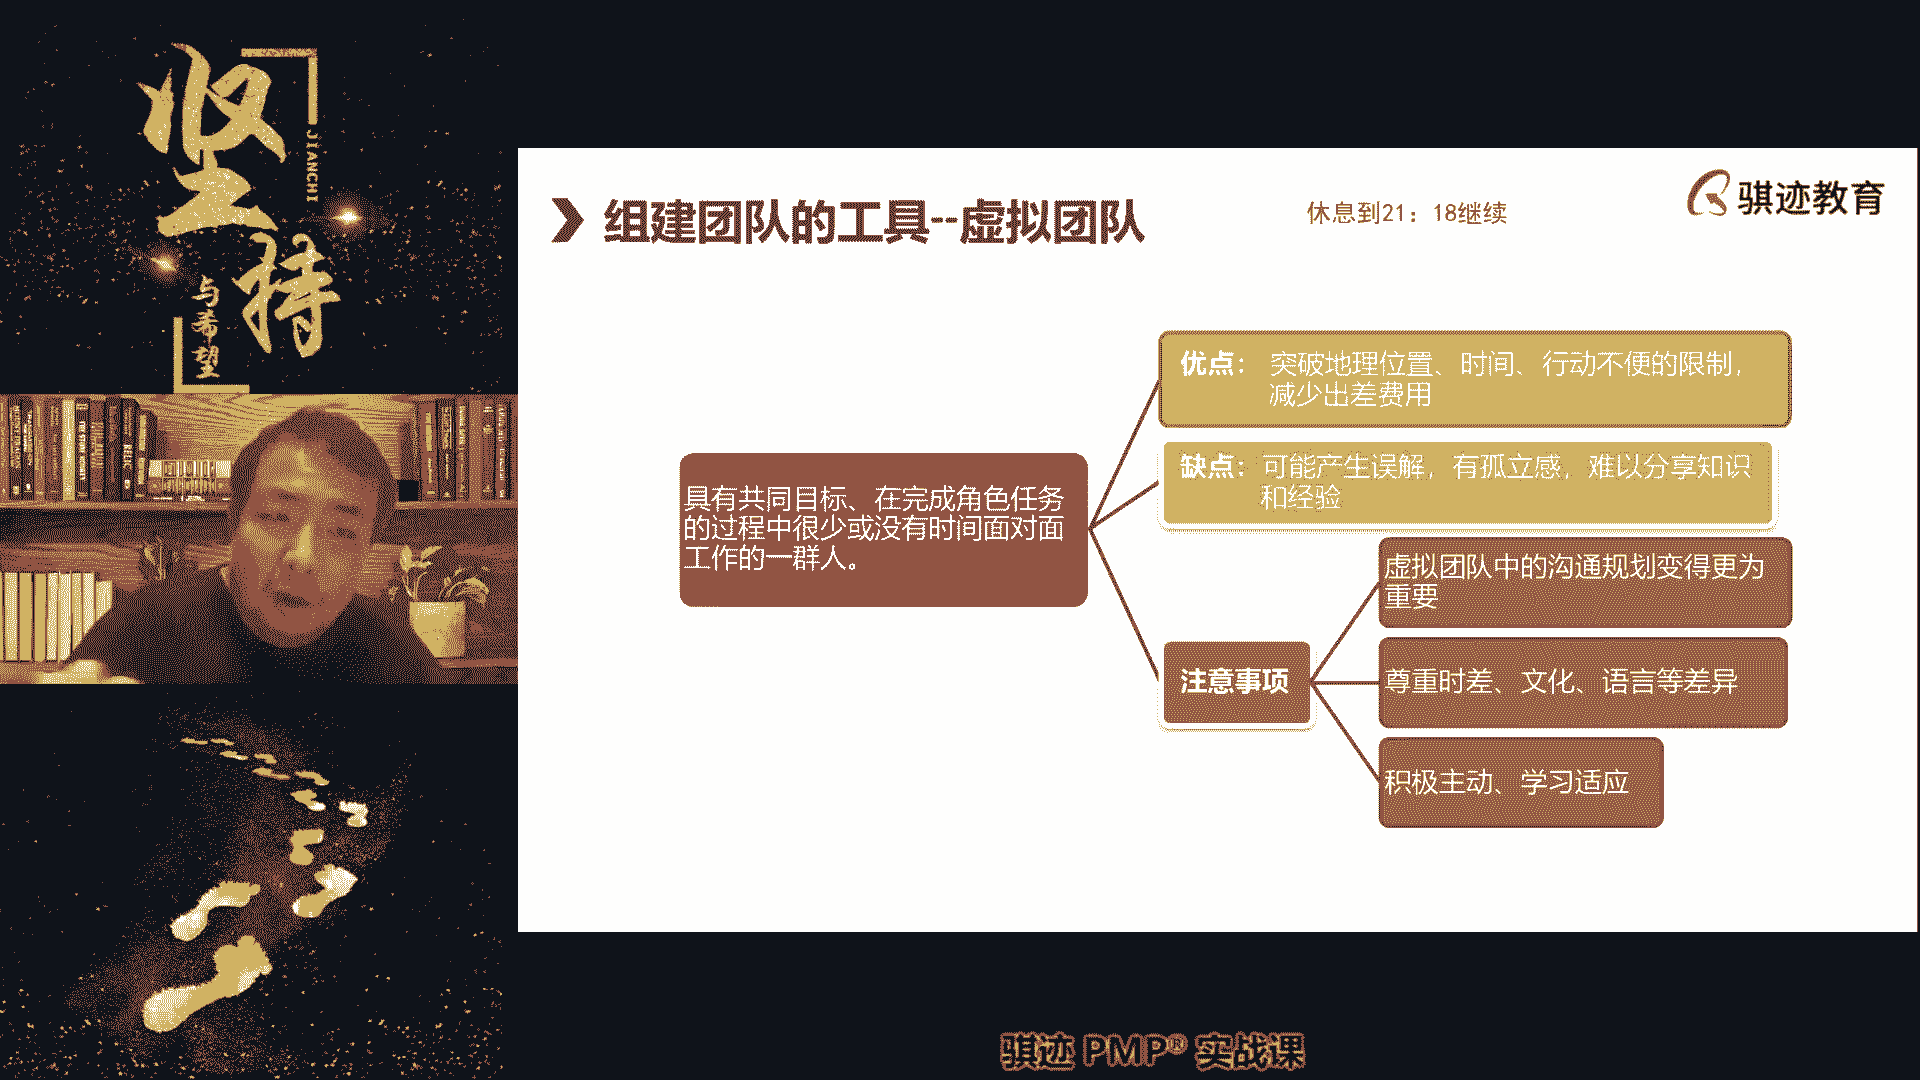 坚持
JIANCHI
与希望
组建团队的工具--虚拟团队
休息到21：18继续
骐迹教育
优点： 突破地理位置、时间、行动不便的限制，
减少出差费用
缺点：可能产生误解，有孤立感，难以分享知识
和经验
具有共同目标、在完成角色任务
的过程中很少或没有时间面对面
工作的一群人。
注意事项
虚拟团队中的沟通规划变得更为
重要
尊重时差、文化、语言等差异
积极主动、学习适应
骐迹 PMP® 实战课